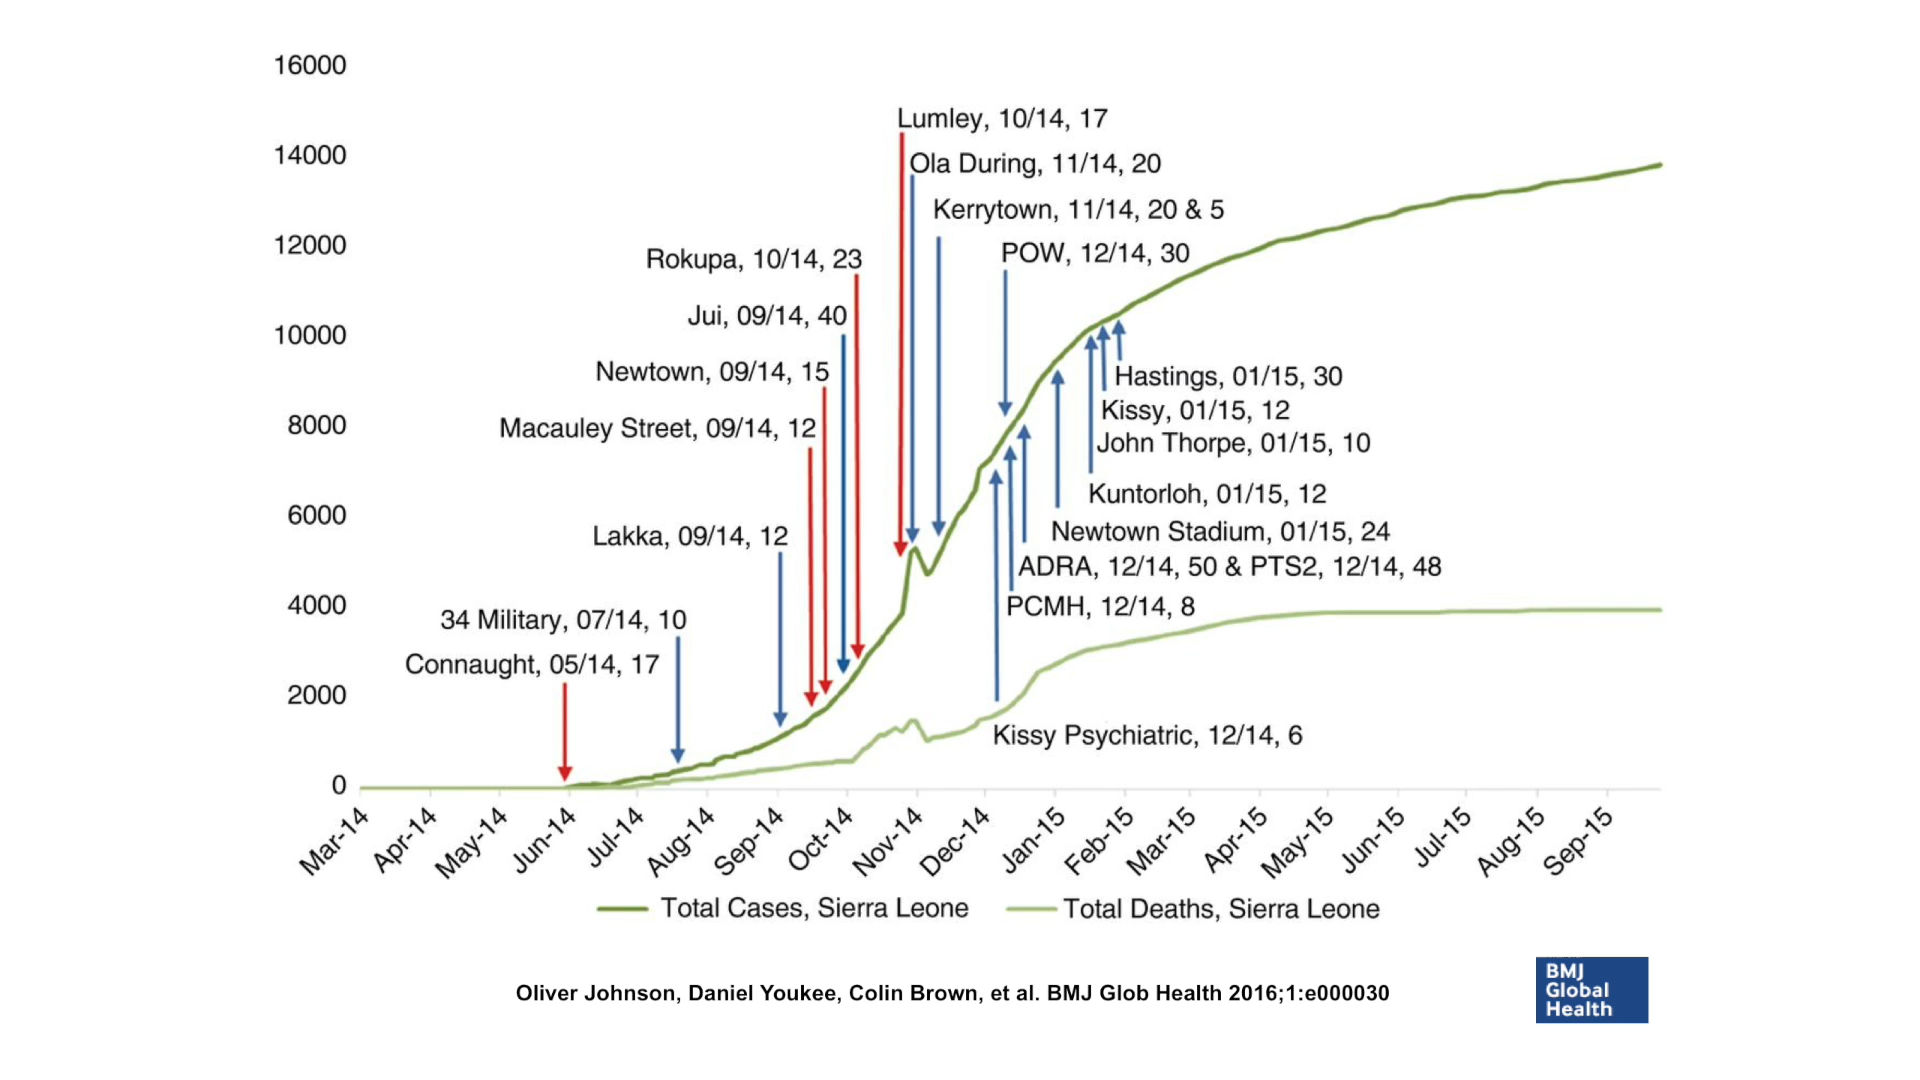 16000
14000
12000
10000
8000
6000
4000
2000
0
Lumley, 10/14, 17
Ola During, 11/14, 20
Kerrytown, 11/14, 20 & 5
POW, 12/14, 30
Rokupa, 10/14, 23
Jui, 09/14, 40
Newtown, 09/14, 15
Macauley Street, 09/14, 12
Lakka, 09/14, 12
34 Military, 07/14, 10
Connaught, 05/14, 17
Hastings, 01/15, 30
Kissy, 01/15, 12
John Thorpe, 01/15, 10
Kuntorloh, 01/15, 12
Newtown Stadium, 01/15, 24
ADRA, 12/14, 50 & PTS2, 12/14, 48
PCMH, 12/14, 8
Kissy Psychiatric, 12/14, 6
Mar-14
Apr-14
May-14
Jun-14
Jul-14
Aug-14
Sep-14
Oct-14
Nov-14
Dec-14
Jan-15
Feb-15
Mar-15
Apr-15
May-15
Jun-15
Jul-15
Aug-15
Sep-15
Total Cases, Sierra Leone
Total Deaths, Sierra Leone
Oliver Johnson, Daniel Youkee, Colin Brown, et al. BMJ Glob Health 2016;1:e000030
BMJ
Global
Health